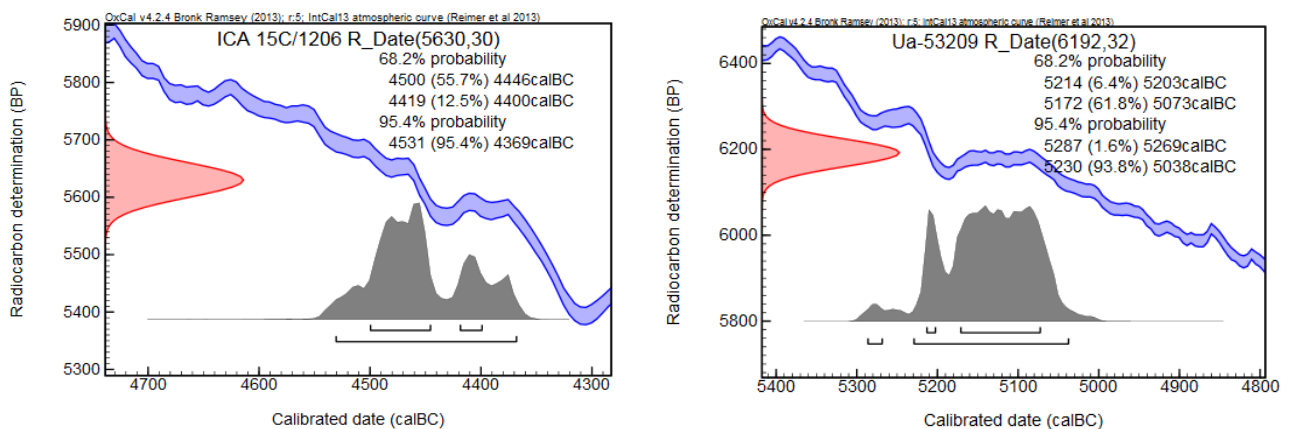 OxCal v4.2.4 Bronk Ramsey (2013); r:5; IntCal13 atmospheric curve (Reimer et al 2013)
ICA 15C/1206 R_Date(5630,30)
68.2% probability
4500 (55.7%) 4446calBC
4419 (12.5%) 4400calBC
95.4% probability
4531 (95.4%) 4369calBC
Radiocarbon determination (BP)
5900
5800
5700
5600
5500
5400
5300
4700 4600 4500 4400 4300
Calibrated date (calBC)
OxCal v4.2.4 Bronk Ramsey (2013); r:5; IntCal13 atmospheric curve (Reimer et al 2013)
Ua-53209 R_Date(6192,32)
68.2% probability
5214 (6.4%) 5203calBC
5172 (61.8%) 5073calBC
95.4% probability
5287 (1.6%) 5269calBC
5230 (93.8%) 5038calBC
Radiocarbon determination (BP)
6400
6200
6000
5800
5400 5300 5200 5100 5000 4900 4800
Calibrated date (calBC)